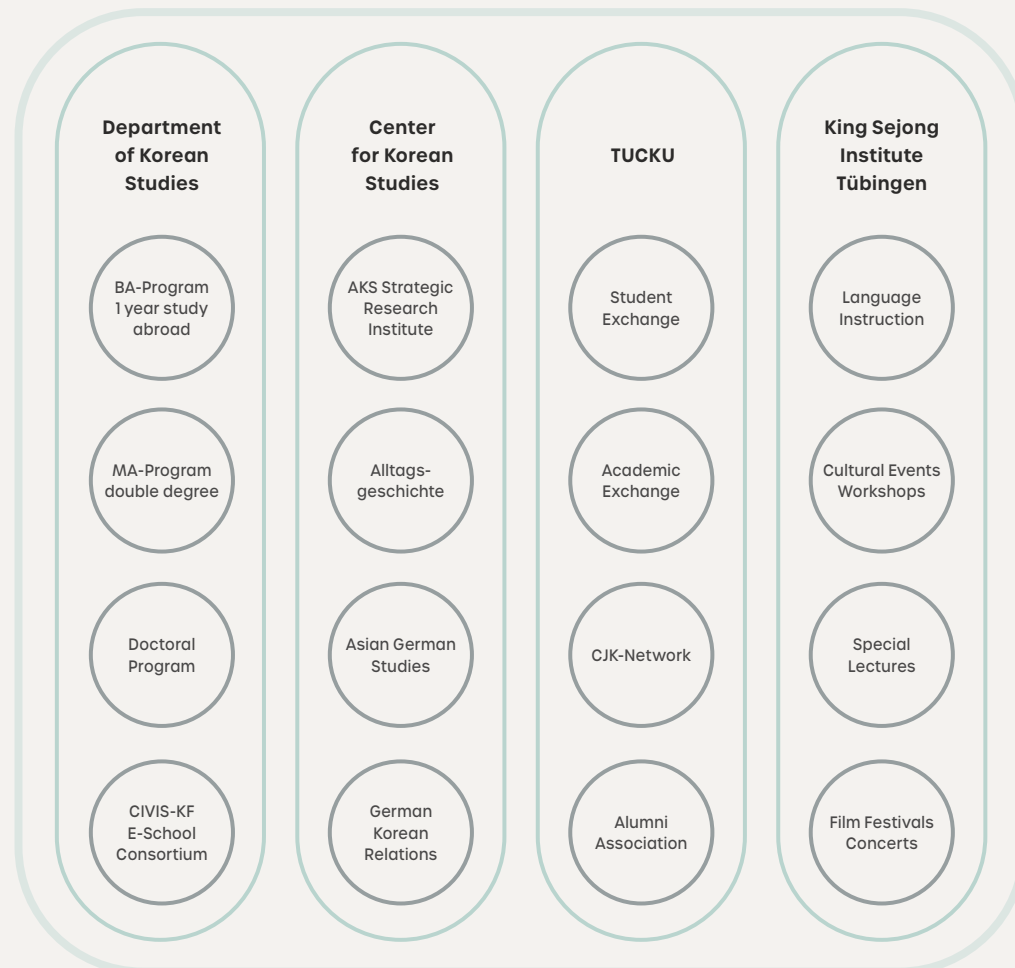 Department
of Korean
Studies
BA-Program
1 year study
abroad
MA-Program
double degree
Doctoral
Program
CIVIS-KF
E-School
Consortium
Center
for Korean
Studies
AKS Strategic
Research
Institute
Alltags-
geschichte
Asian German
Studies
German
Korean
Relations
TUCKU
Student
Exchange
Academic
Exchange
CJK-Network
Alumni
Association
King Sejong
Institute
Tübingen
Language
Instruction
Cultural Events
Workshops
Special
Lectures
Film Festivals
Concerts